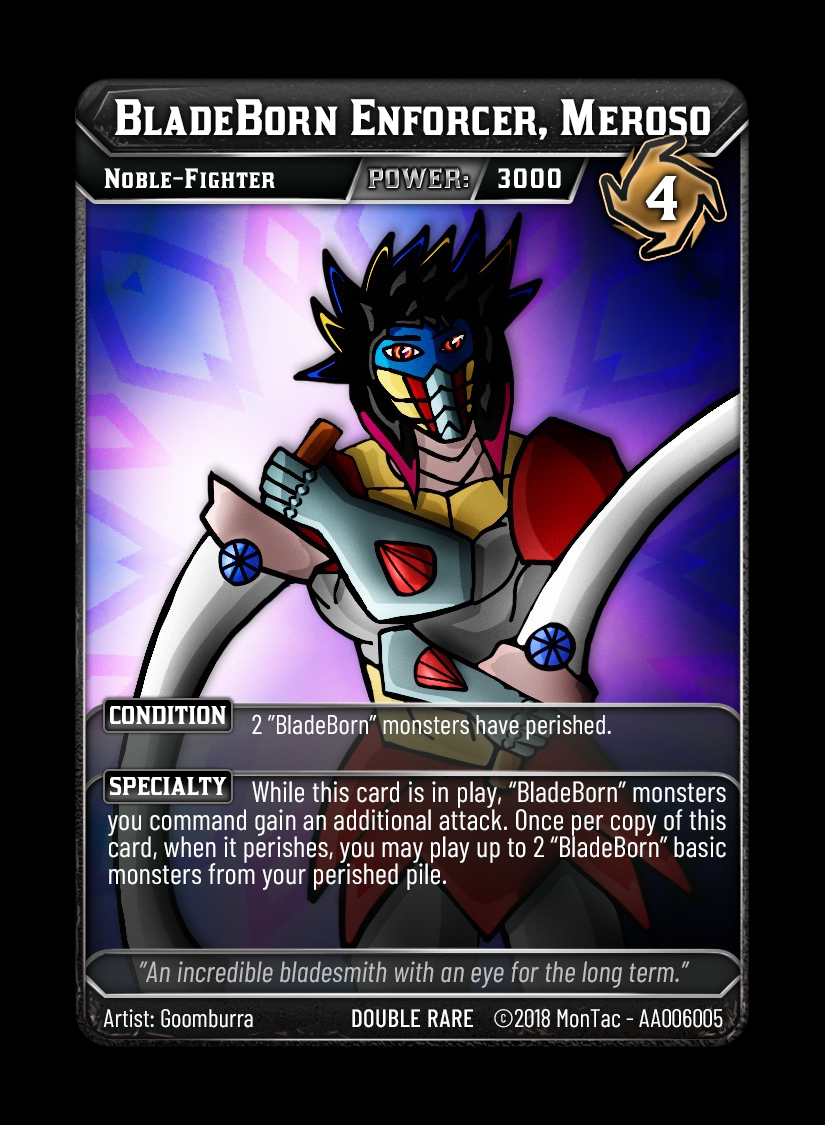 BladeBorn Enforcer, Meroso
Noble-Fighter POWER: 3000
4
CONDITION 2 "BladeBorn" monsters have perished.
SPECIALTY While this card is in play, "BladeBorn" monsters
you command gain an additional attack. Once per copy of this
card, when it perishes, you may play up to 2 "BladeBorn" basic
monsters from your perished pile.
"An incredible bladesmith with an eye for the long term."
Artist: Goomburra DOUBLE RARE ©2018 MonTac - AA006005